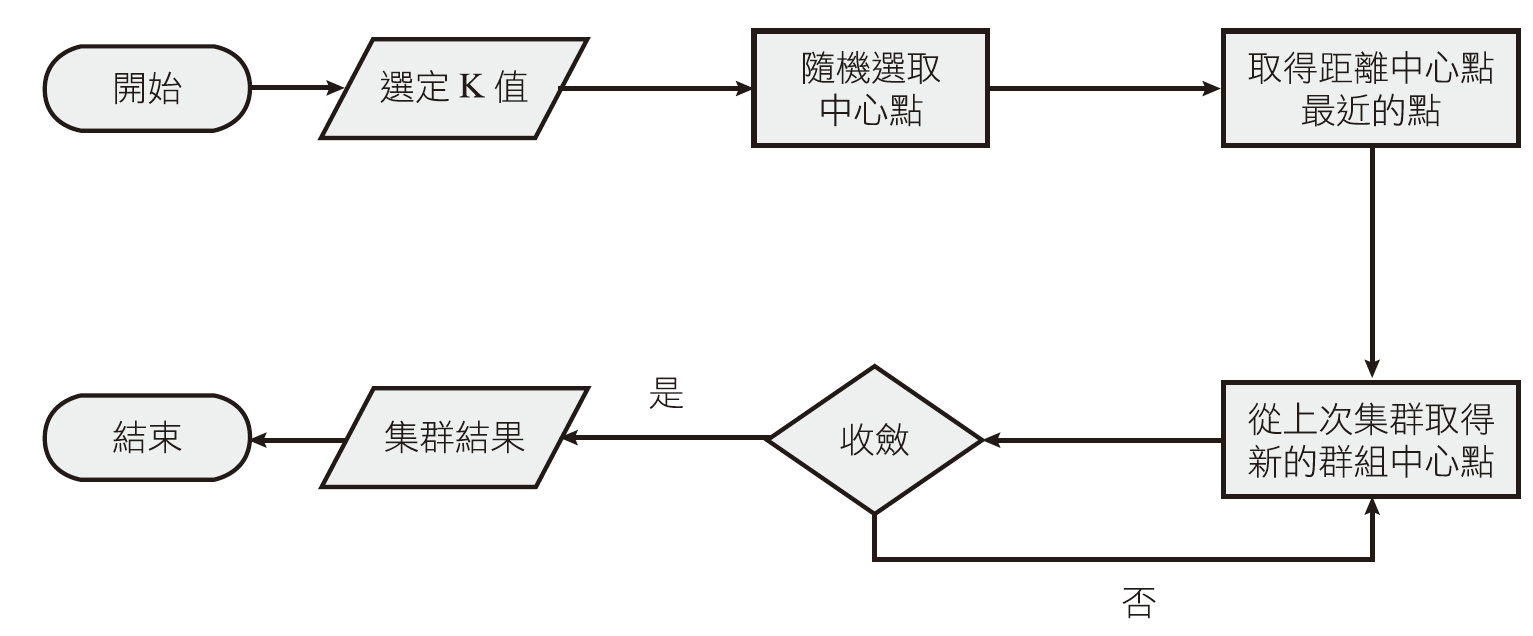 開始
選定 K 值
隨機選取
中心點
取得距離中心點
最近的點
從上次集群取得
新的群組中心點
收斂
是
否
集群結果
結束